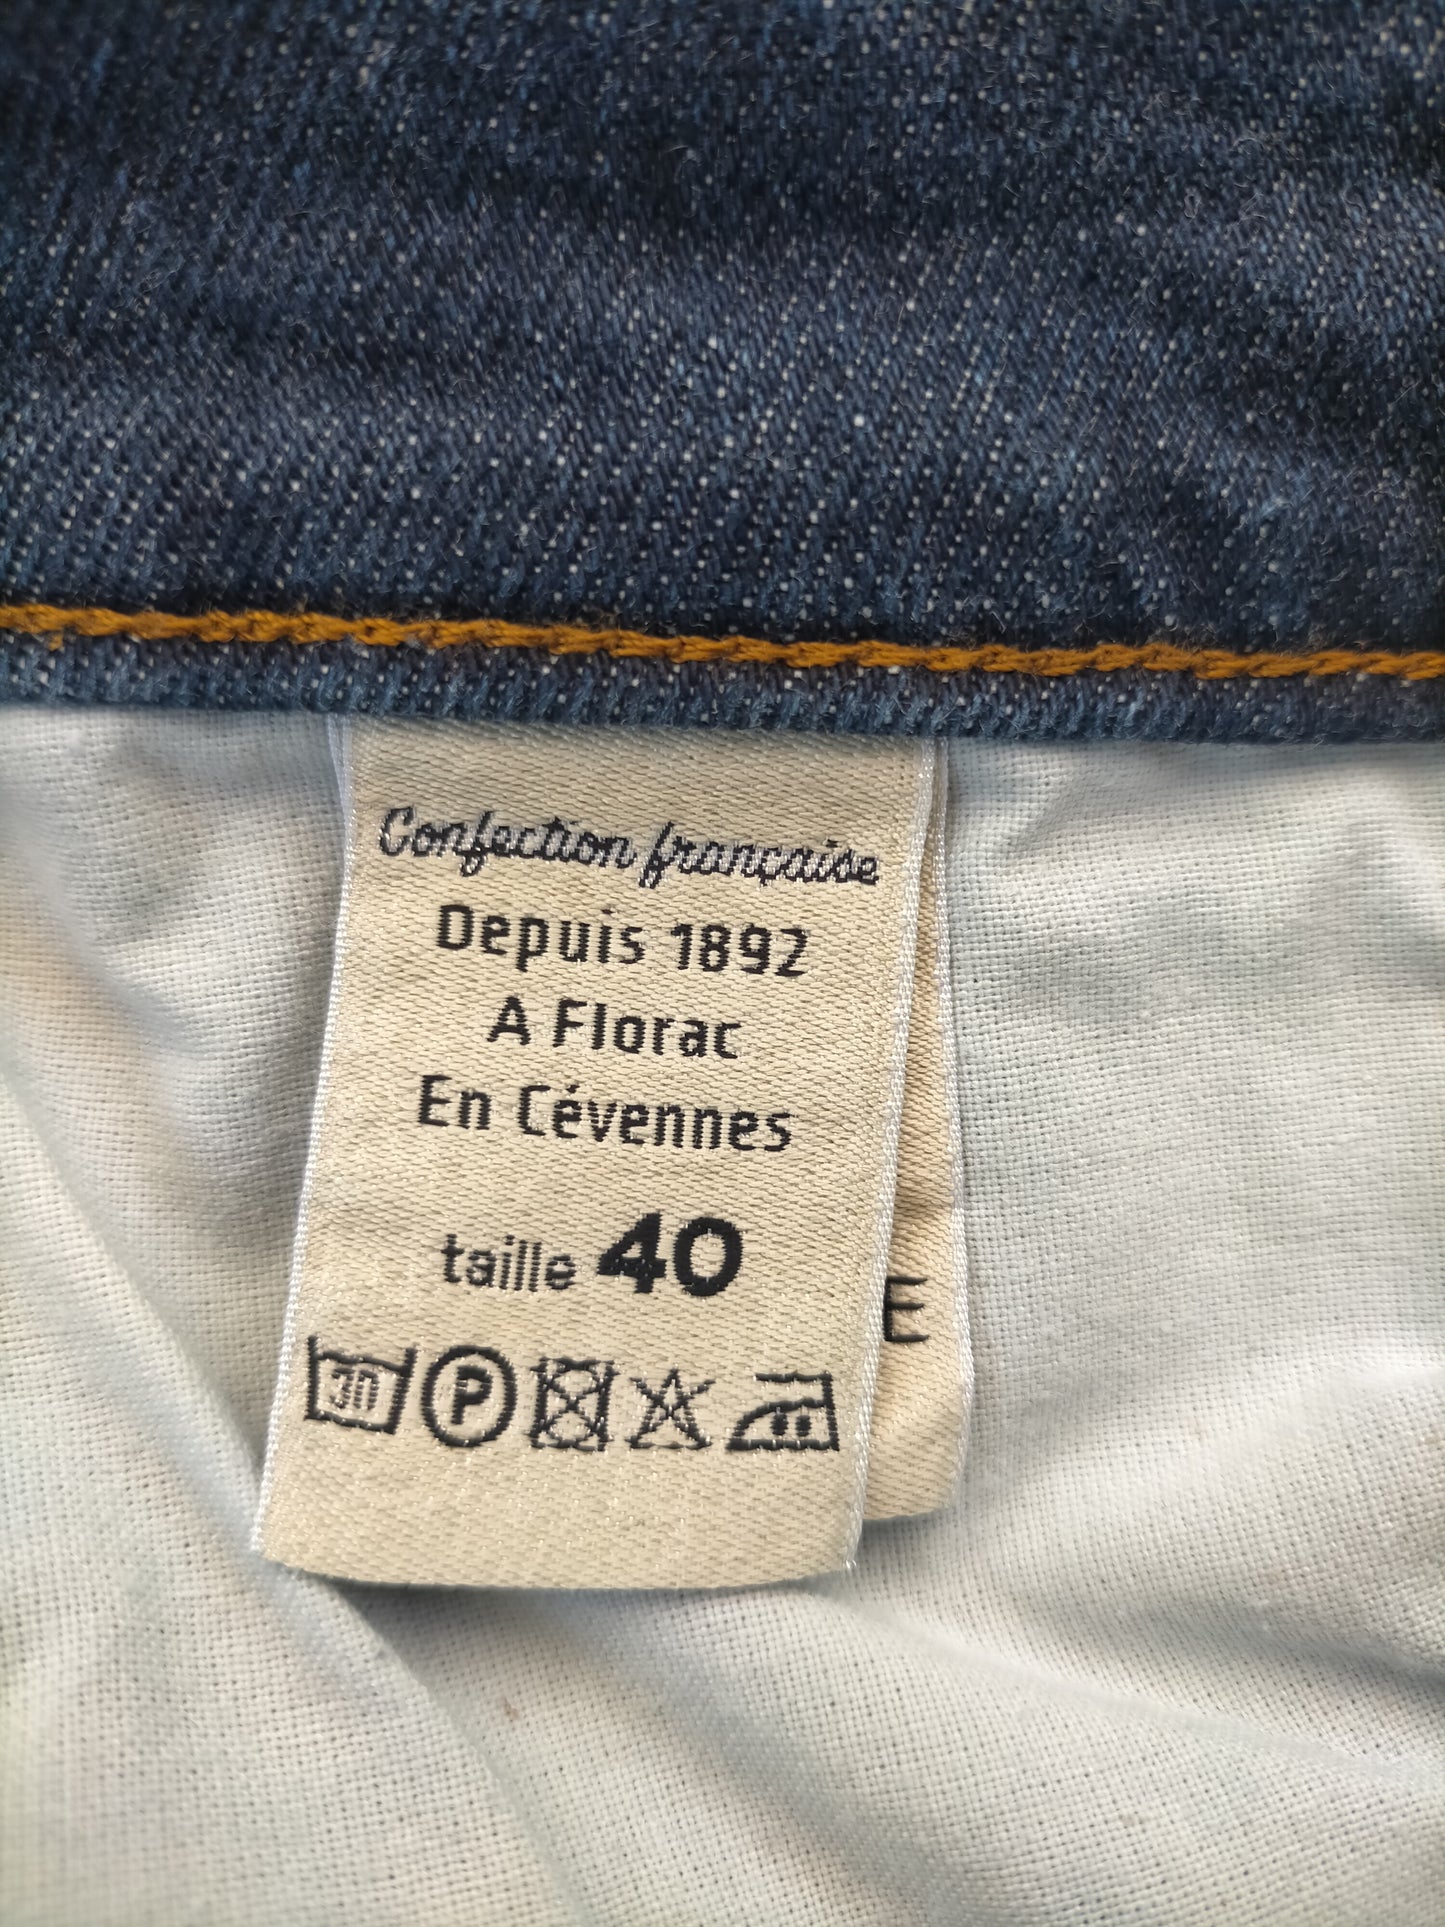 Confection française
Depuis 1892
A Florac
En Cévennes
taille 40
E
30 P